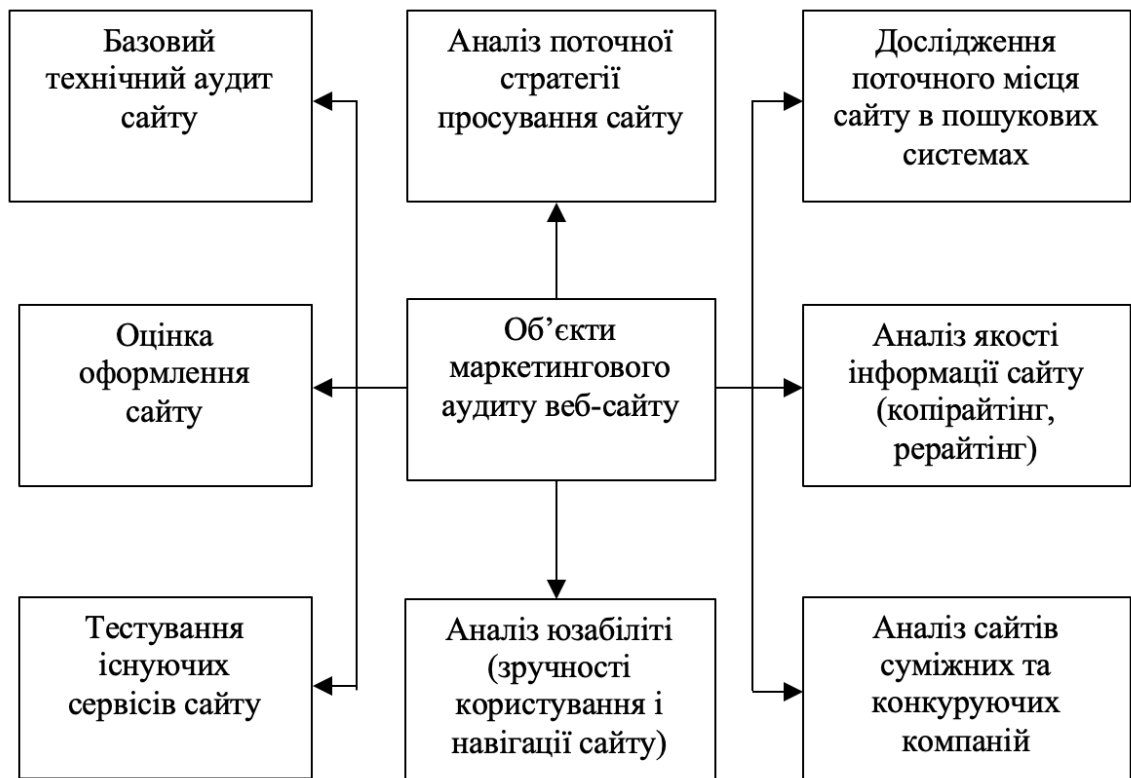 Базовий
технічний аудит
сайту
Аналіз поточної
стратегії
просування сайту
Дослідження
поточного місця
сайту в пошукових
системах
Оцінка
оформлення
сайту
Об’єкти
маркетингового
аудиту веб-сайту
Аналіз якості
інформації сайту
(копірайтінг,
рерайтінг)
Тестування
існуючих
сервісів сайту
Аналіз юзабіліті
(зручності
користування і
навігації сайту)
Аналіз сайтів
суміжних та
конкуруючих
компаній